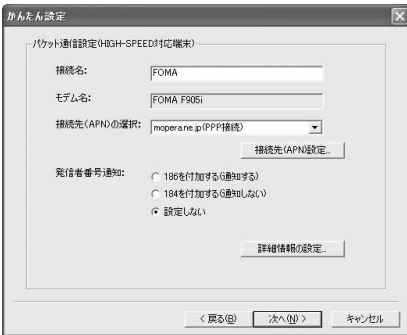 かんたん設定
パケット通信設定(HIGH-SPEED対応端末)
接続名:
FOMA
モデム名:
FOMA F905i
接続先(APN)の選択:
mopera.ne.jp(PPP接続)
接続先(APN)設定...
発信者番号通知:
186を付加する(通知する)
184を付加する(通知しない)
設定しない
詳細情報の設定...
< 戻る(B)
次へ(N) >
キャンセル